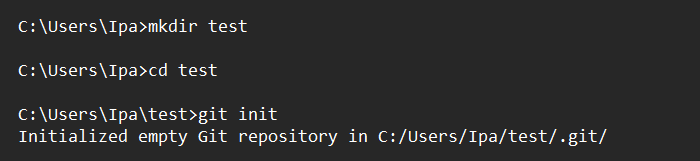 C:\Users\Ipa>mkdir test
C:\Users\Ipa>cd test
C:\Users\Ipa\test>git init
Initialized empty Git repository in C:/Users/Ipa/test/.git/